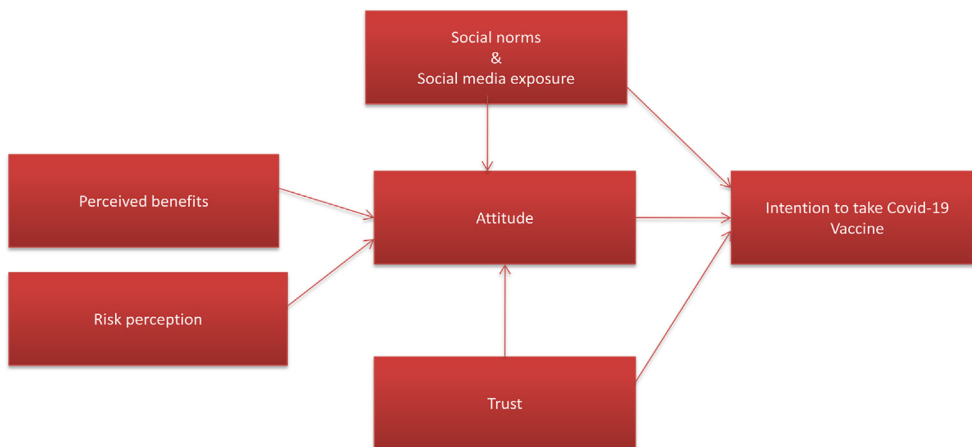 Social norms
&
Social media exposure
Perceived benefits
Attitude
Intention to take Covid-19
Vaccine
Risk perception
Trust